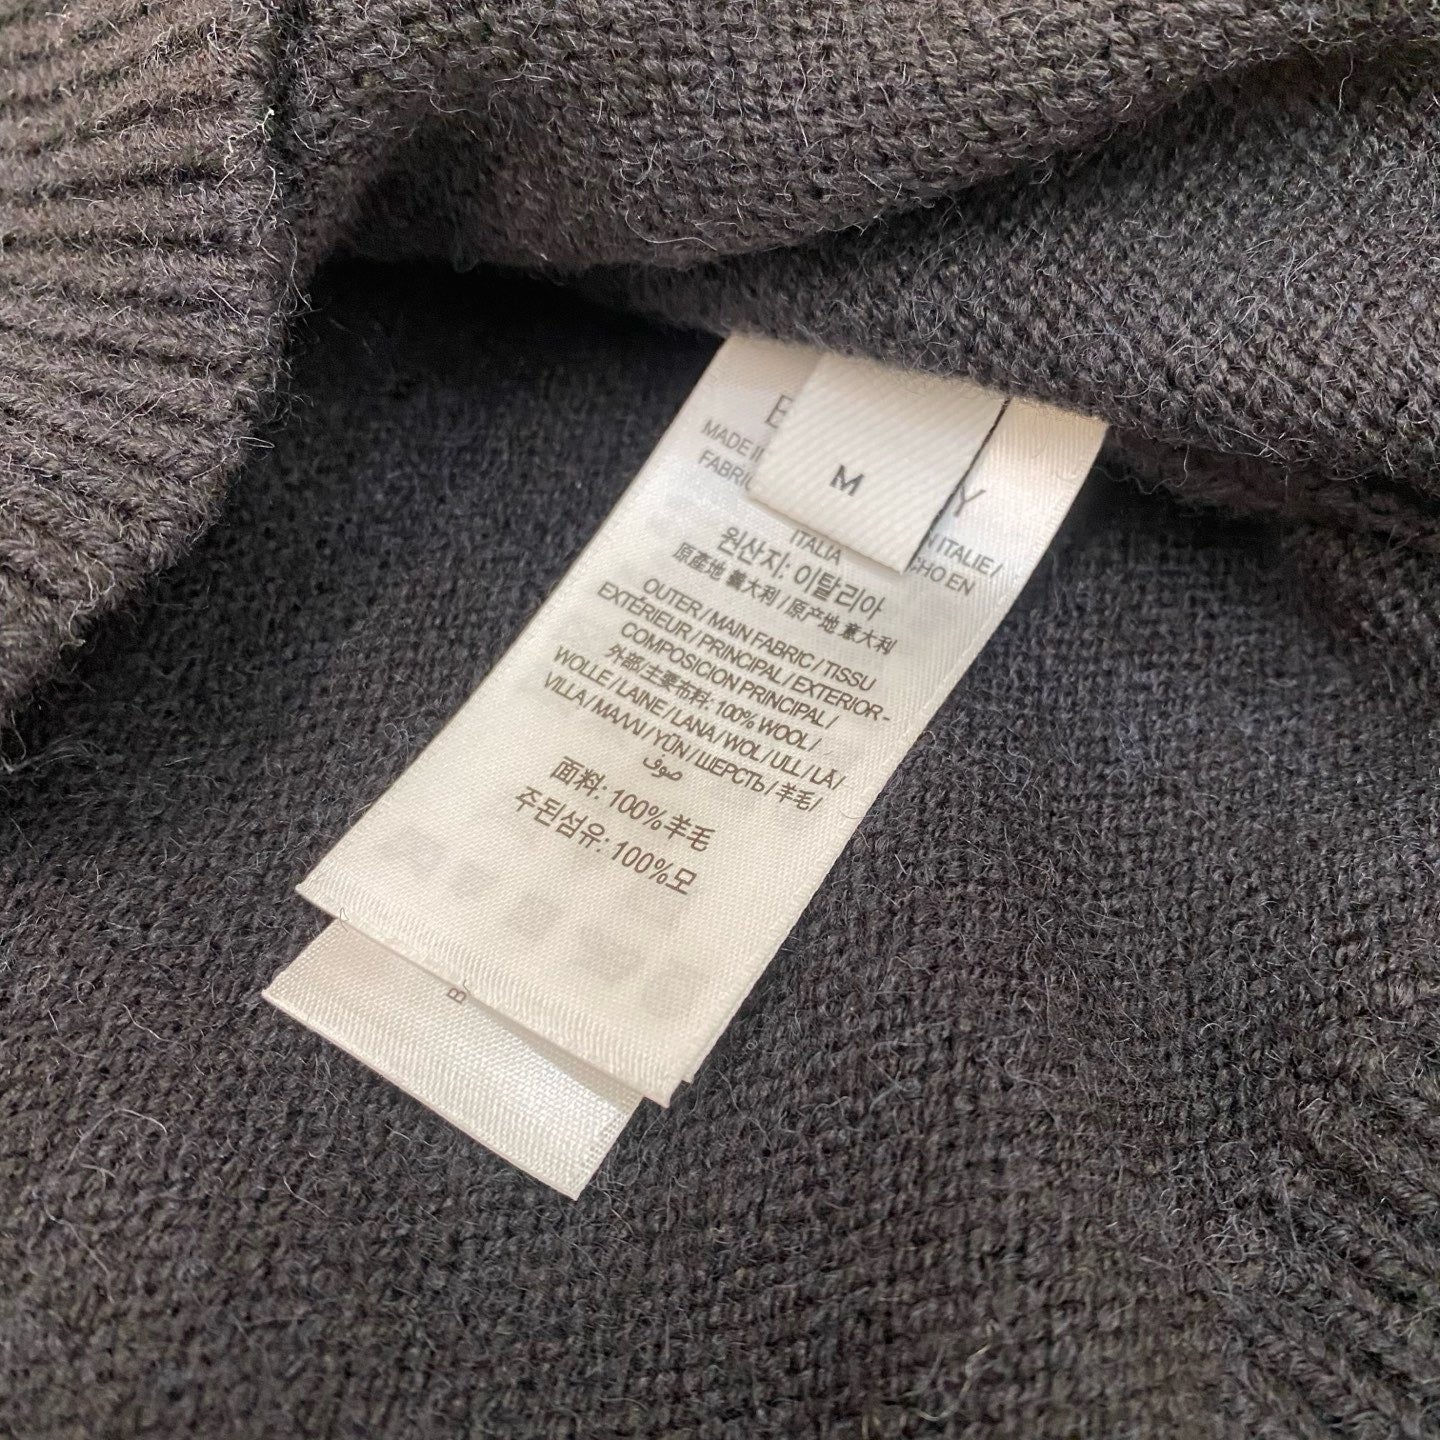 M
MADE I
N ITALIE /
FABRIC
CHO EN
ITALIA
원산지: 이탈리아
原產地 義大利 / 原产地 意大利
OUTER / MAIN FABRIC / TISSU
EXTÉRIEUR / PRINCIPAL / EXTERIOR -
COMPOSICION PRINCIPAL /
外部/主要布料: 100% WOOL /
WOLLE / LAINE / LANA / WOL / ULL / LÃ /
VILLA / ΜΑΛΛΙ / YÜN / ШЕРСТЬ / 羊毛 /
صوف
面料: 100%羊毛
주된섬유: 100%모
B